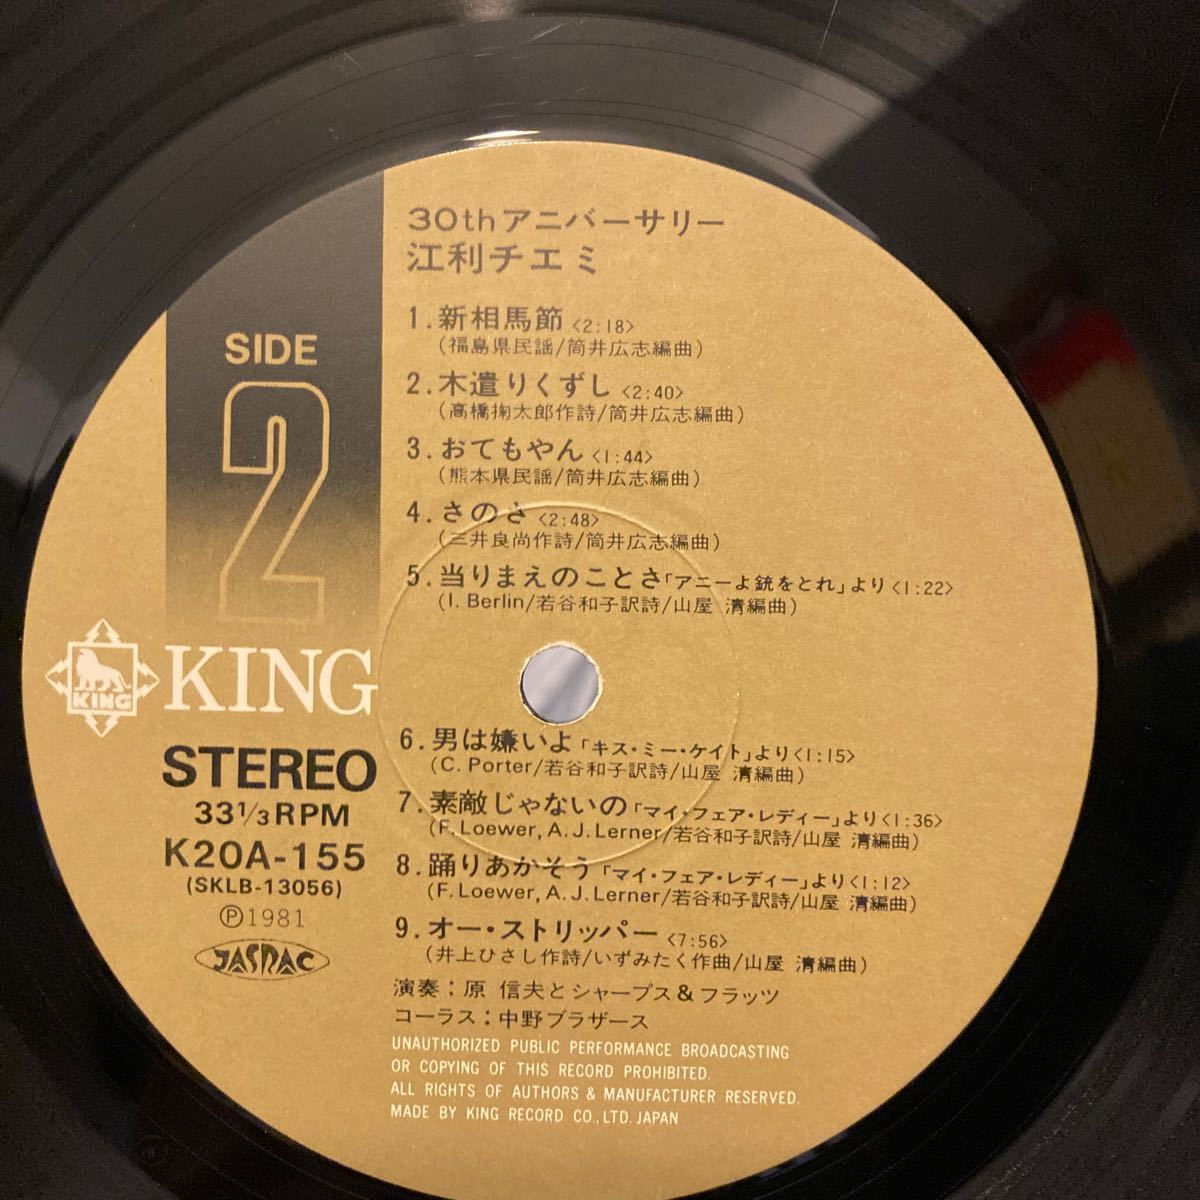 30thアニバーサリー
江利チエミ
1.新相馬節<2:18>
(福島県民謡/筒井広志編曲)
2.木遣りくずし<2:40>
(高橋掬太郎作詩/筒井広志編曲)
3.おてもやん<1:44>
(熊本県民謡/筒井広志編曲)
4.さのさ<2:48>
(三井良尚作詩/筒井広志編曲)
5.当りまえのことさ「アニーよ銃をとれ」より<1:22>
(I. Berlin/若谷和子訳詩/山屋 清編曲)
6.男は嫌いよ「キス・ミー・ケイト」より<1:15>
(C. Porter/若谷和子訳詩/山屋 清編曲)
7.素敵じゃないの「マイ・フェア・レディー」より<1:36>
(F. Loewer, A. J. Lerner/若谷和子訳詩/山屋 清編曲)
8.踊りあかそう「マイ・フェア・レディー」より<1:12>
(F. Loewer, A. J. Lerner/若谷和子訳詩/山屋 清編曲)
9.オー・ストリッパー<7:56>
(井上ひさし作詩/いずみたく作曲/山屋 清編曲)
演奏:原 信夫とシャープス&フラッツ
コーラス:中野ブラザース
SIDE
2
KING
KING
STEREO
33 1/3 RPM
K20A-155
(SKLB-13056)
Ⓟ1981
JASRAC
UNAUTHORIZED PUBLIC PERFORMANCE BROADCASTING
OR COPYING OF THIS RECORD PROHIBITED.
ALL RIGHTS OF AUTHORS & MANUFACTURER RESERVED.
MADE BY KING RECORD CO., LTD. JAPAN